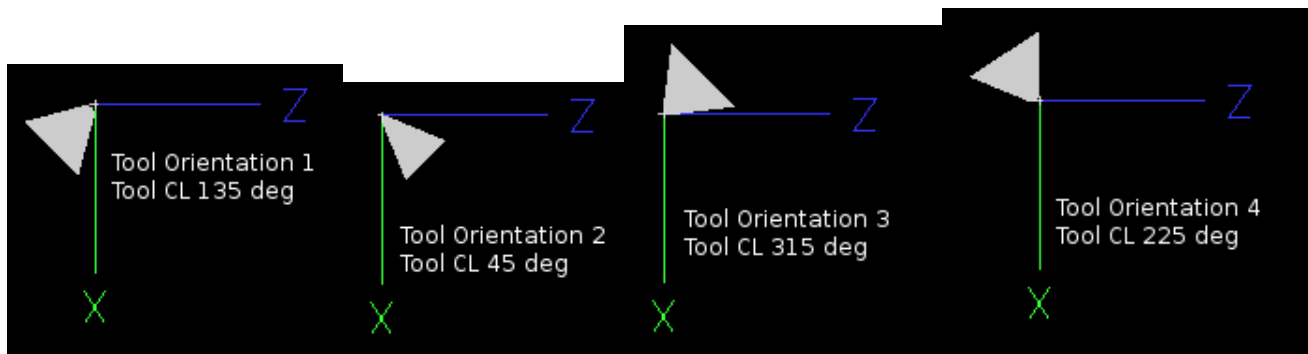 Z
Tool Orientation 1
Tool CL 135 deg
X
Z
Tool Orientation 2
Tool CL 45 deg
X
Z
Tool Orientation 3
Tool CL 315 deg
X
Z
Tool Orientation 4
Tool CL 225 deg
X